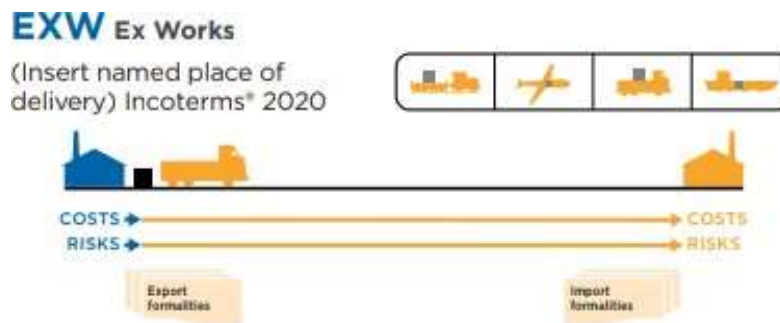 EXW Ex Works
(Insert named place of
delivery) Incoterms® 2020
COSTS COSTS
RISKS RISKS
Export
formalities
Import
formalities